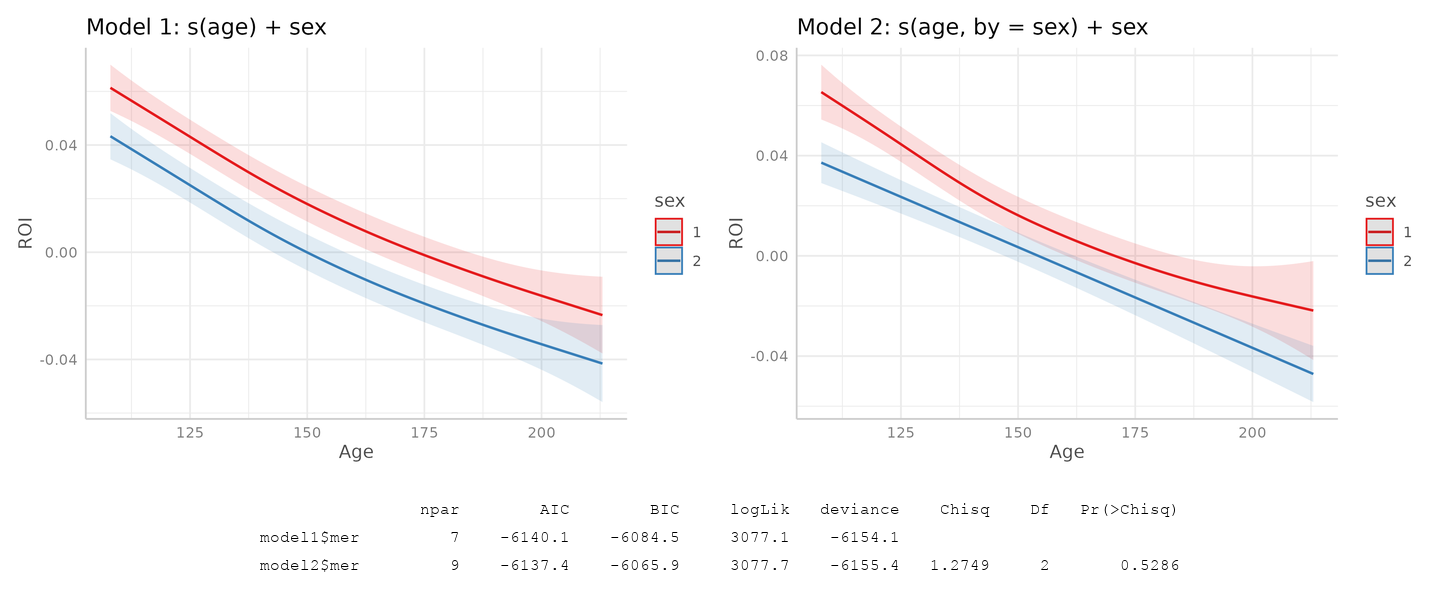 Model 1: s(age) + sex
0.04
0.00
-0.04
ROI
125 150 175 200
Age
sex
1
2
Model 2: s(age, by = sex) + sex
0.08
0.04
0.00
-0.04
ROI
125 150 175 200
Age
sex
1
2
npar AIC BIC logLik deviance Chisq Df Pr(>Chisq)
model1$mer 7 -6140.1 -6084.5 3077.1 -6154.1
model2$mer 9 -6137.4 -6065.9 3077.7 -6155.4 1.2749 2 0.5286